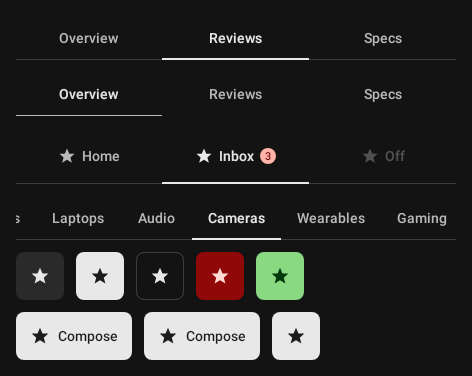 Overview Reviews Specs
Overview Reviews Specs
Home Inbox 3 Off
s Laptops Audio Cameras Wearables Gaming
Compose Compose